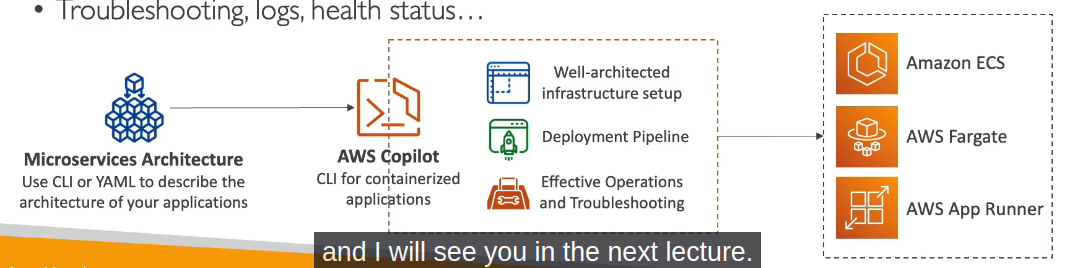 • Troubleshooting, logs, health status…
Microservices Architecture
Use CLI or YAML to describe the
architecture of your applications
AWS Copilot
CLI for containerized
applications
Well-architected
infrastructure setup
Deployment Pipeline
Effective Operations
and Troubleshooting
Amazon ECS
AWS Fargate
AWS App Runner
and I will see you in the next lecture.